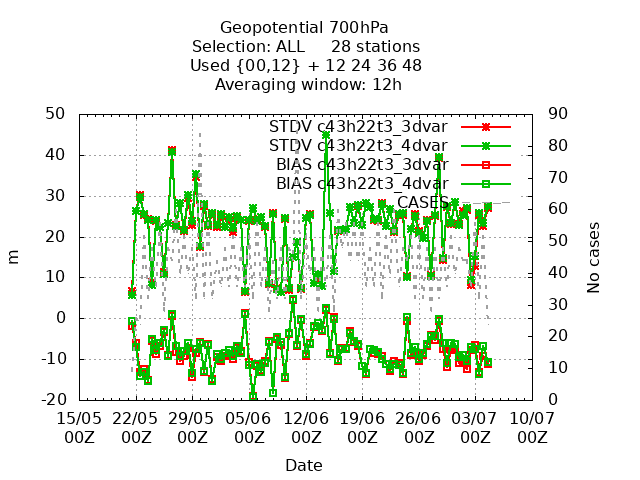 Geopotential 700hPa
Selection: ALL 28 stations
Used {00,12} + 12 24 36 48
Averaging window: 12h
STDV c43h22t3_3dvar
STDV c43h22t3_4dvar
BIAS c43h22t3_3dvar
BIAS c43h22t3_4dvar
CASES
50
40
30
20
10
0
-10
-20
m
90
80
70
60
50
40
30
20
10
0
No cases
15/05 22/05 29/05 05/06 12/06 19/06 26/06 03/07 10/07
00Z 00Z 00Z 00Z 00Z 00Z 00Z 00Z 00Z
Date